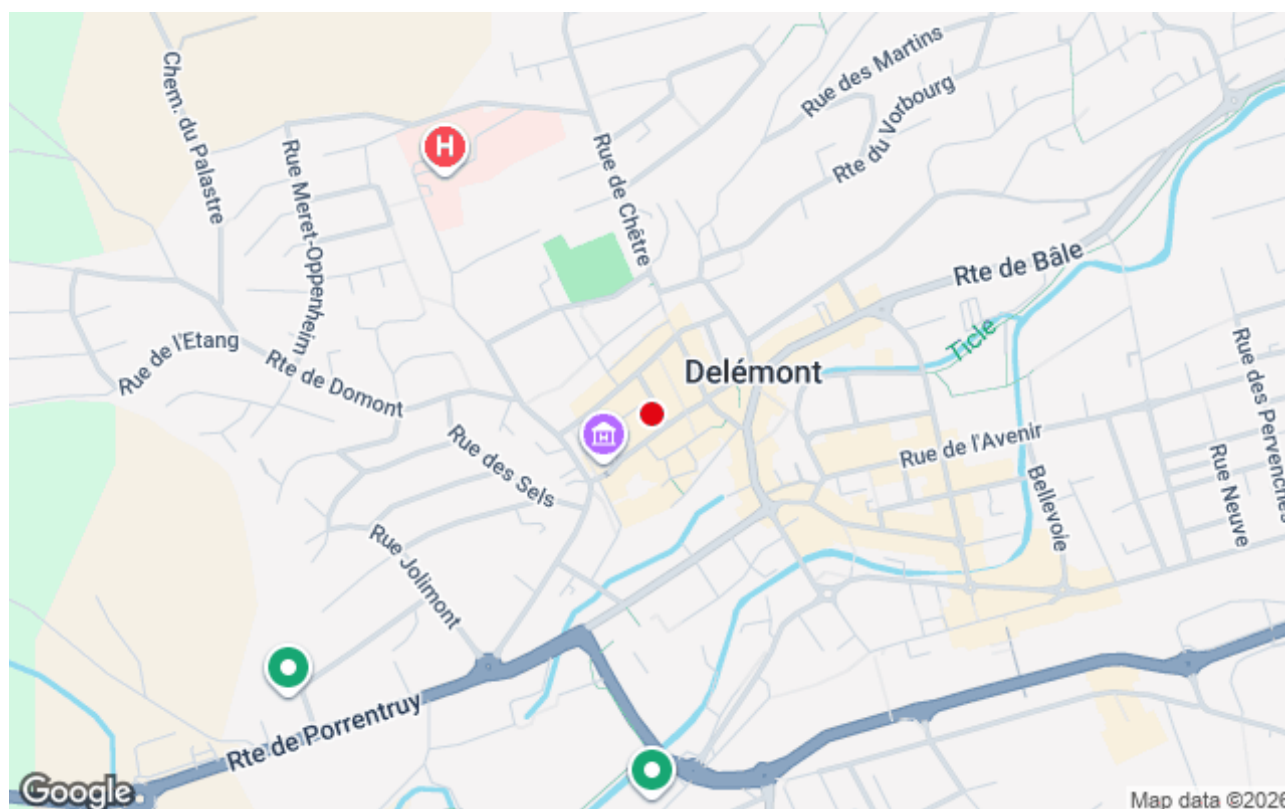 Chem. du Palastre
Rue Meret-Oppenheim
H
Rue de Chêtre
Rue des Martins
Rte du Vorbourg
Rte de Bâle
Ticle
Rue de l'Etang
Rte de Domont
Delémont
Rue des Sels
Rue de l'Avenir
Bellevoie
Rue Neuve
Rue des Pervenches
Rue Jolimont
Rte de Porrentruy
Google
Map data ©2026